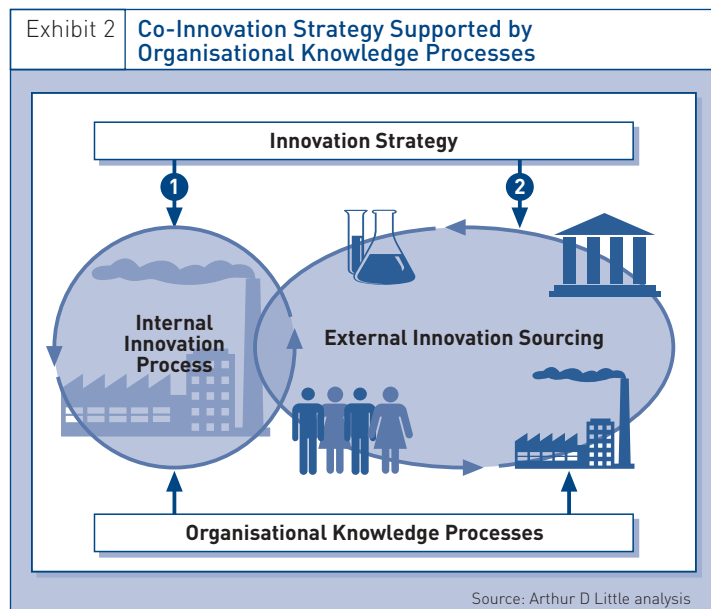 Exhibit 2
Co-Innovation Strategy Supported by
Organisational Knowledge Processes
Innovation Strategy
1
2
Internal
Innovation
Process
External Innovation Sourcing
Organisational Knowledge Processes
Source: Arthur D Little analysis